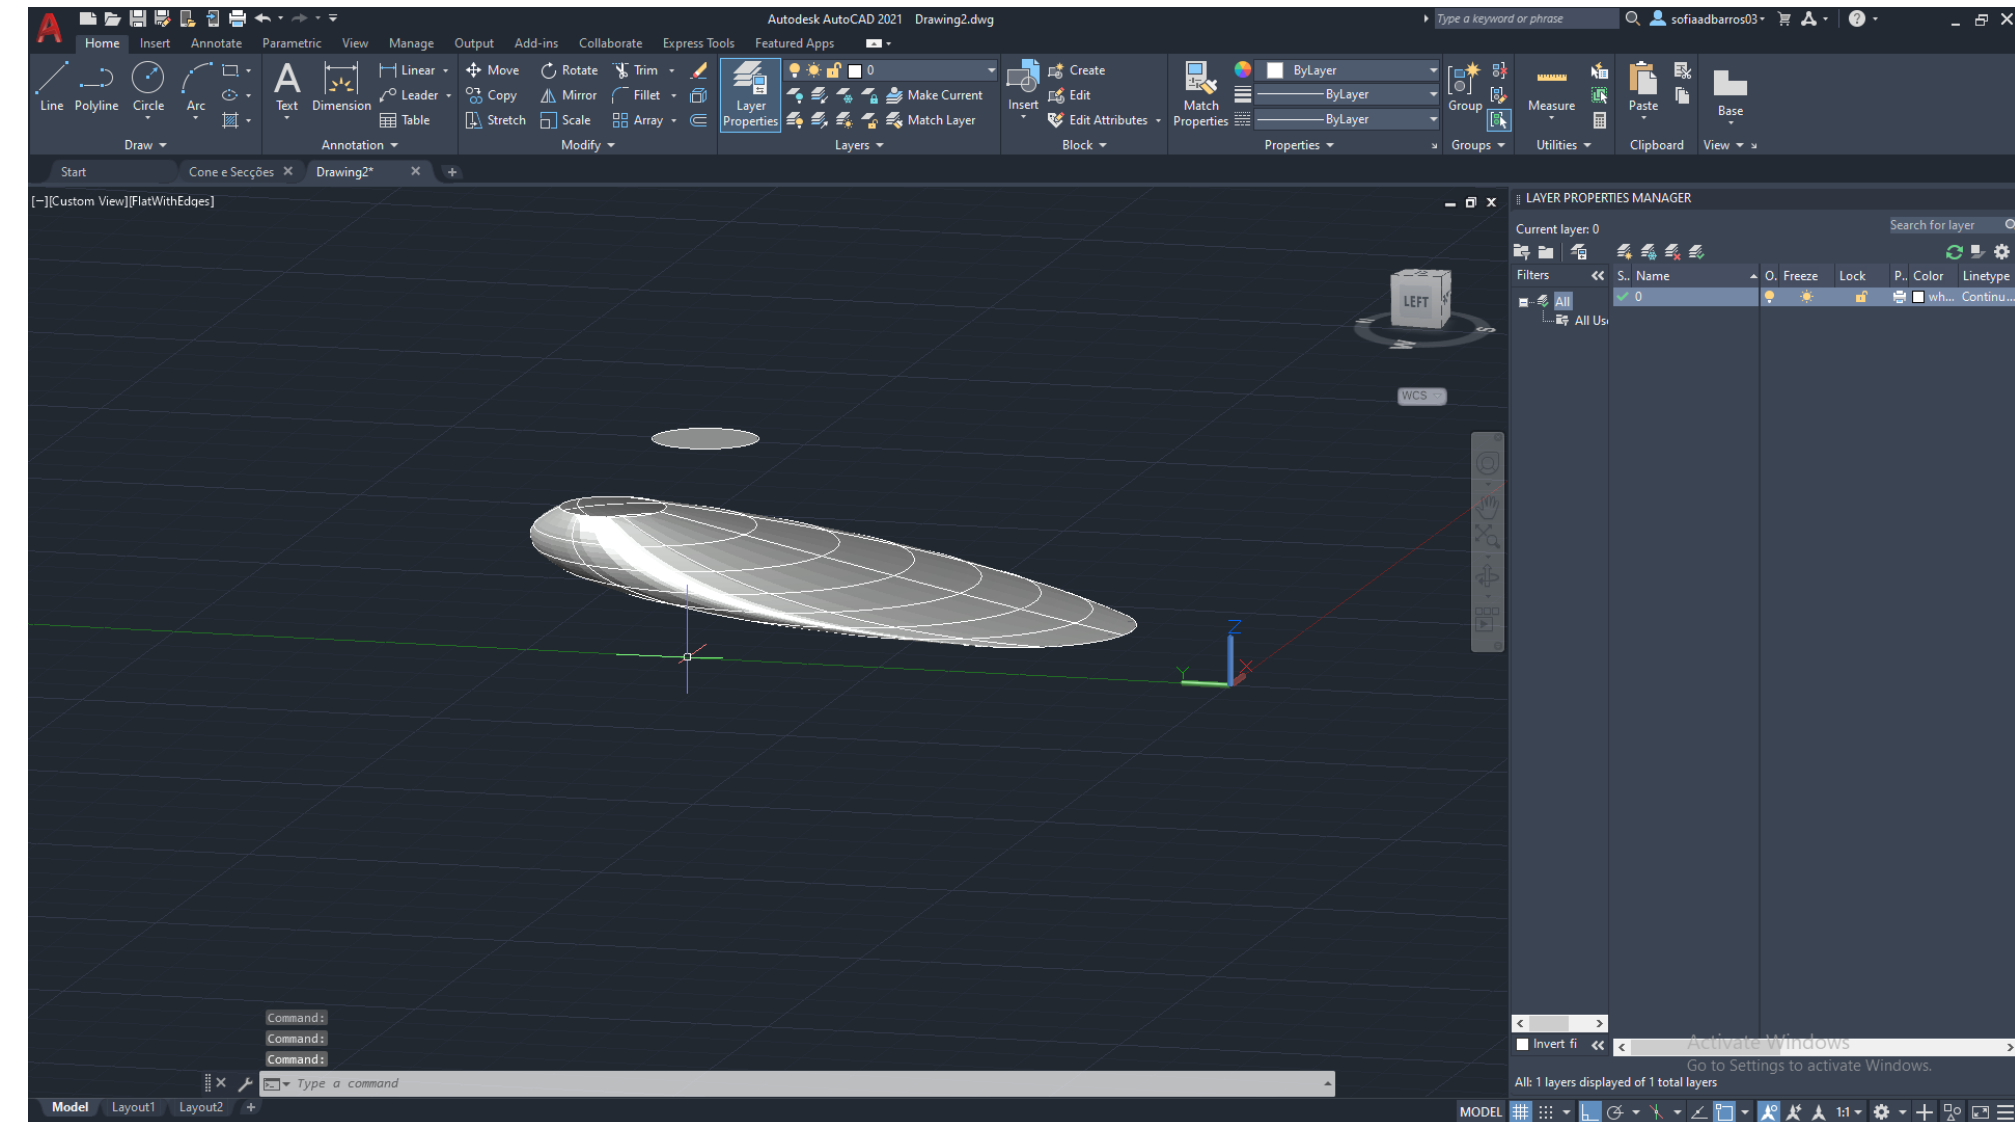 Autodesk AutoCAD 2021 Drawing2.dwg
Type a keyword or phrase
sofiaadbarros03
Home Insert Annotate Parametric View Manage Output Add-ins Collaborate Express Tools Featured Apps
Linear Move Rotate Trim 0 Create ByLayer
Leader Copy Mirror Fillet Make Current Edit ByLayer
Line Polyline Circle Arc Text Dimension Layer Properties Insert Match Properties Group Measure Paste Base
Table Stretch Scale Array Match Layer Edit Attributes ByLayer
Draw Annotation Modify Layers Block Properties Groups Utilities Clipboard View
Start Cone e Secções Drawing2*
[−][Custom View][FlatWithEdges]
LAYER PROPERTIES MANAGER
Current layer: 0
Search for layer
Filters S.. Name O. Freeze Lock P.. Color Linetype
All 0 wh... Continu...
All Us
LEFT
S
W
WCS
Z
Y
X
Command:
Command:
Command:
Type a command
Invert fi
Activate Windows
Go to Settings to activate Windows.
All: 1 layers displayed of 1 total layers
Model Layout1 Layout2
MODEL 1:1